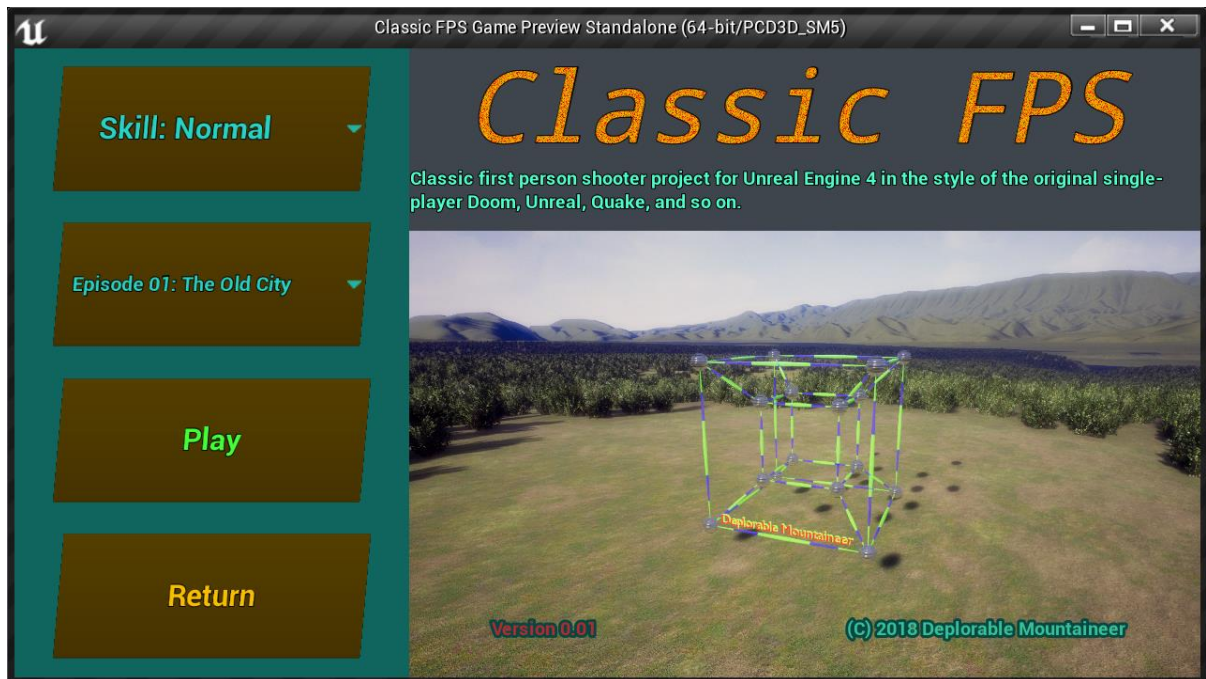 Classic FPS Game Preview Standalone (64-bit/PCD3D_SM5)
Skill: Normal
Episode 01: The Old City
Play
Return
Classic FPS
Classic first person shooter project for Unreal Engine 4 in the style of the original single-
player Doom, Unreal, Quake, and so on.
Deplorable Mountaineer
Version 0.01
(C) 2018 Deplorable Mountaineer